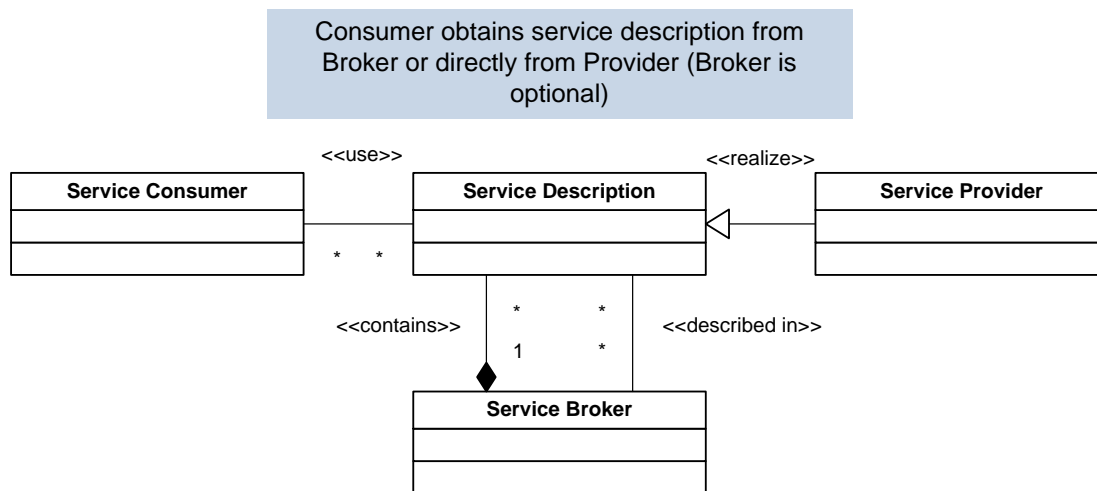 Consumer obtains service description from
Broker or directly from Provider (Broker is
optional)
<<use>>
<<realize>>
Service Consumer
Service Description
Service Provider
* *
<<contains>>
* *
<<described in>>
1 *
Service Broker